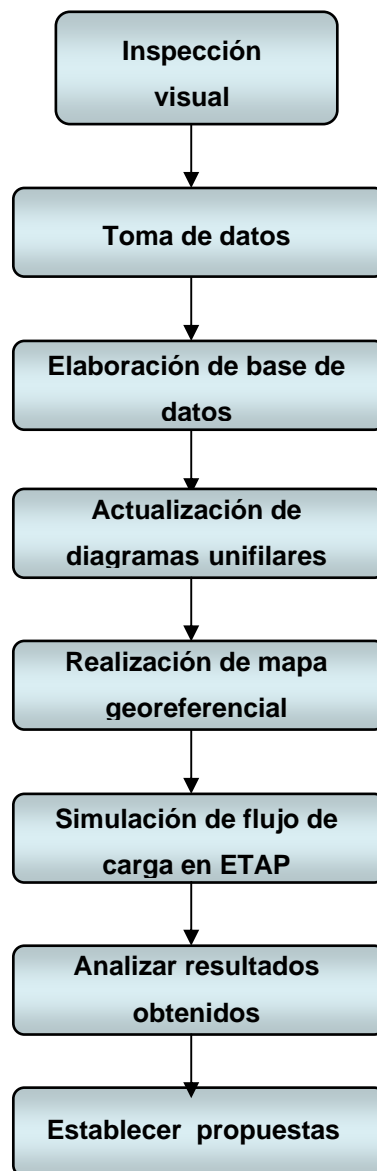 Inspección
visual
Toma de datos
Elaboración de base de
datos
Actualización de
diagramas unifilares
Realización de mapa
georeferencial
Simulación de flujo de
carga en ETAP
Analizar resultados
obtenidos
Establecer propuestas